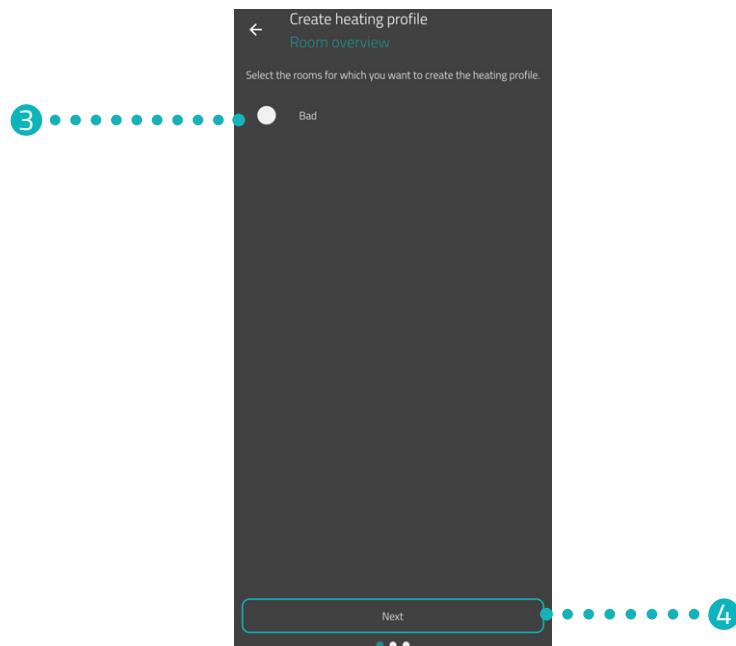 Create heating profile
Room overview
Select the rooms for which you want to create the heating profile.
3
Bad
Next
4